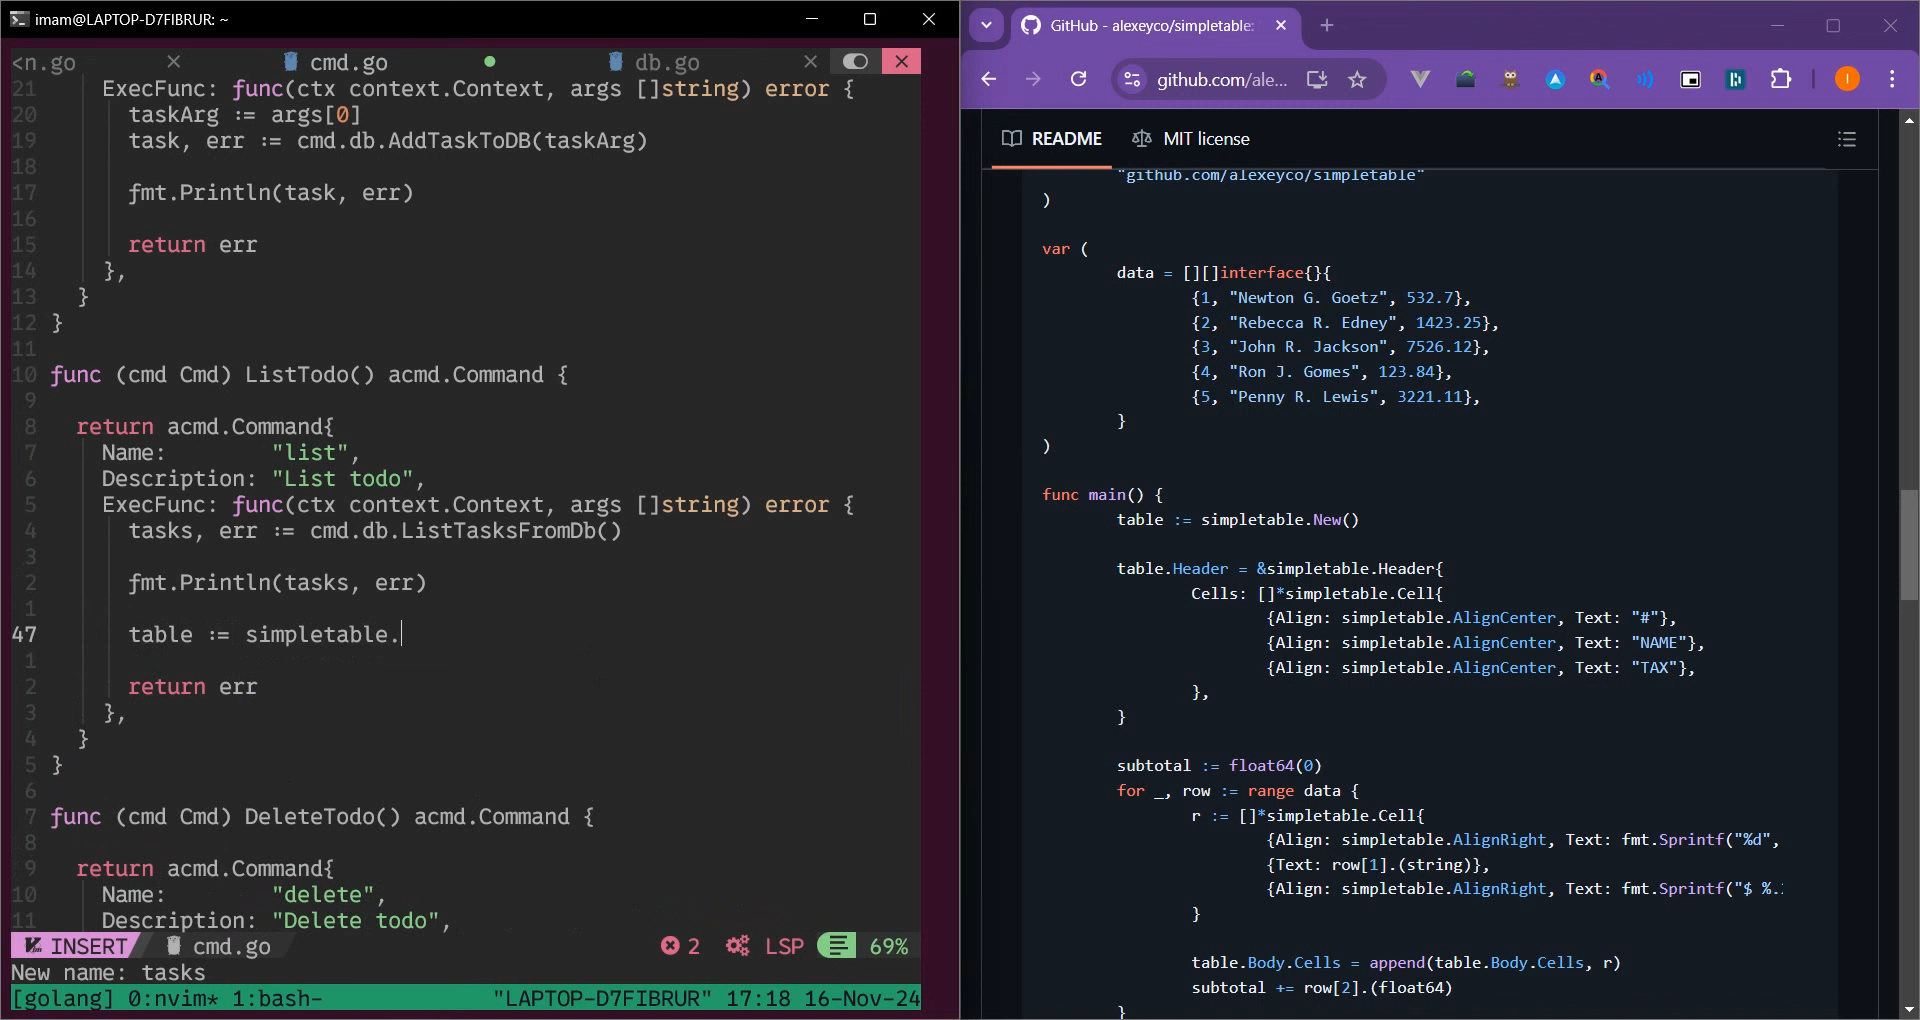 imam@LAPTOP-D7FIBRUR: ~
<n.go
cmd.go
db.go
21 ExecFunc: func(ctx context.Context, args []string) error {
20 taskArg := args[0]
19 task, err := cmd.db.AddTaskToDB(taskArg)
18
17 fmt.Println(task, err)
16
15 return err
14 },
13 }
12 }
11
10 func (cmd Cmd) ListTodo() acmd.Command {
9
8 return acmd.Command{
7 Name: "list",
6 Description: "List todo",
5 ExecFunc: func(ctx context.Context, args []string) error {
4 tasks, err := cmd.db.ListTasksFromDb()
3
2 fmt.Println(tasks, err)
1
47 table := simpletable.
1
2 return err
3 },
4 }
5 }
6
7 func (cmd Cmd) DeleteTodo() acmd.Command {
8
9 return acmd.Command{
10 Name: "delete",
11 Description: "Delete todo",
INSERT cmd.go 2 LSP 69%
New name: tasks
[golang] 0:nvim* 1:bash- "LAPTOP-D7FIBRUR" 17:18 16-Nov-24
GitHub - alexeyco/simpletable:
github.com/ale...
I
README
MIT license
"github.com/alexeyco/simpletable"
)
var (
data = [][]interface{}{
{1, "Newton G. Goetz", 532.7},
{2, "Rebecca R. Edney", 1423.25},
{3, "John R. Jackson", 7526.12},
{4, "Ron J. Gomes", 123.84},
{5, "Penny R. Lewis", 3221.11},
}
)
func main() {
table := simpletable.New()
table.Header = &simpletable.Header{
Cells: []*simpletable.Cell{
{Align: simpletable.AlignCenter, Text: "#"},
{Align: simpletable.AlignCenter, Text: "NAME"},
{Align: simpletable.AlignCenter, Text: "TAX"},
},
}
subtotal := float64(0)
for _, row := range data {
r := []*simpletable.Cell{
{Align: simpletable.AlignRight, Text: fmt.Sprintf("%d",
{Text: row[1].(string)},
{Align: simpletable.AlignRight, Text: fmt.Sprintf("$ %.
}
table.Body.Cells = append(table.Body.Cells, r)
subtotal += row[2].(float64)
}